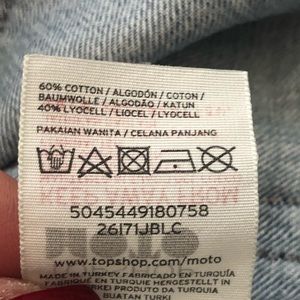 60% COTTON / ALGODÓN / COTON /
BAUMWOLLE / ALGODÃO / KATUN
40% LYOCELL / LIOCEL / LYOCELL
PAKAIAN WANITA / CELANA PANJANG
5045449180758
26I71JBLC
www.topshop.com/moto
MADE IN TURKEY FABRICADO EN TURQUÍA
FABRIQUÉ EN TURQUIE HERGESTELLT IN
TÜRKEI PRODUTO DA TURQUIA
BUATAN TURKI